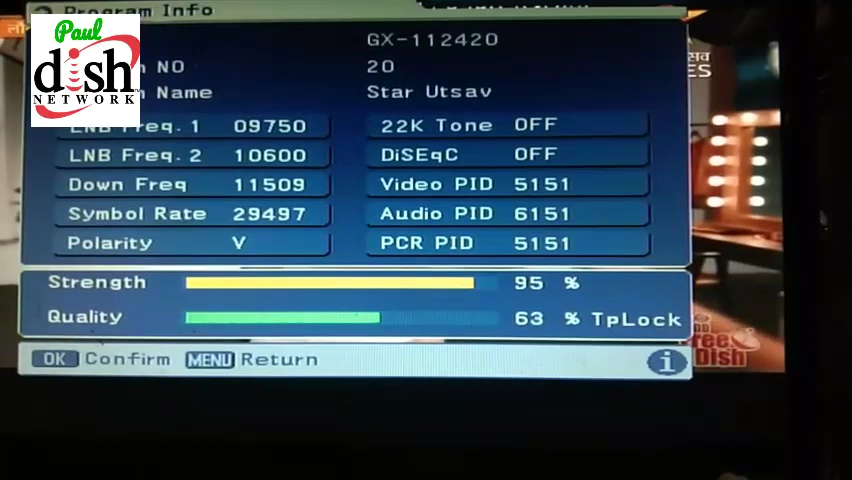 Program Info
Paul
dish
NETWORK
GX-112420
NO
20
Name
Star Utsav
LNB Freq. 1 09750
22K Tone OFF
LNB Freq. 2 10600
DiSEqC OFF
Down Freq 11509
Video PID 5151
Symbol Rate 29497
Audio PID 6151
Polarity V
PCR PID 5151
Strength 95 %
Quality 63 % TpLock
OK Confirm MENU Return
i
Free
Dish